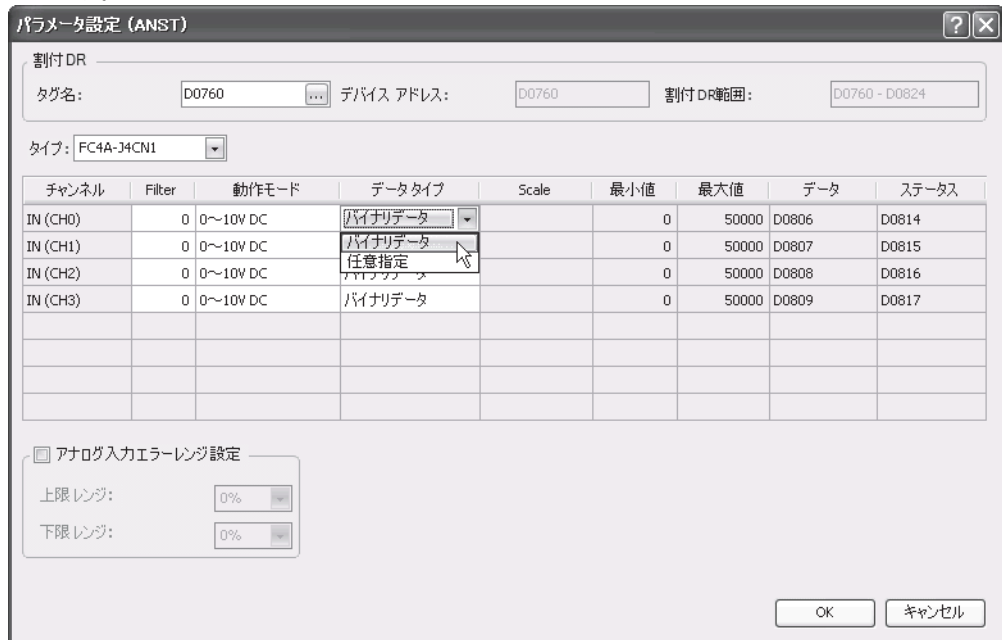 パラメータ設定 (ANST)
割付DR
タグ名: D0760 ... デバイス アドレス: D0760 割付DR範囲: D0760 - D0824
タイプ: FC4A-J4CN1
チャンネル Filter 動作モード データタイプ Scale 最小値 最大値 データ ステータス
IN (CH0) 0 0～10V DC バイナリデータ 0 50000 D0806 D0814
IN (CH1) 0 0～10V DC バイナリデータ 0 50000 D0807 D0815
任意指定
IN (CH2) 0 0～10V DC バイナリデータ 0 50000 D0808 D0816
IN (CH3) 0 0～10V DC バイナリデータ 0 50000 D0809 D0817
アナログ入力エラーレンジ設定
上限レンジ: 0%
下限レンジ: 0%
OK キャンセル